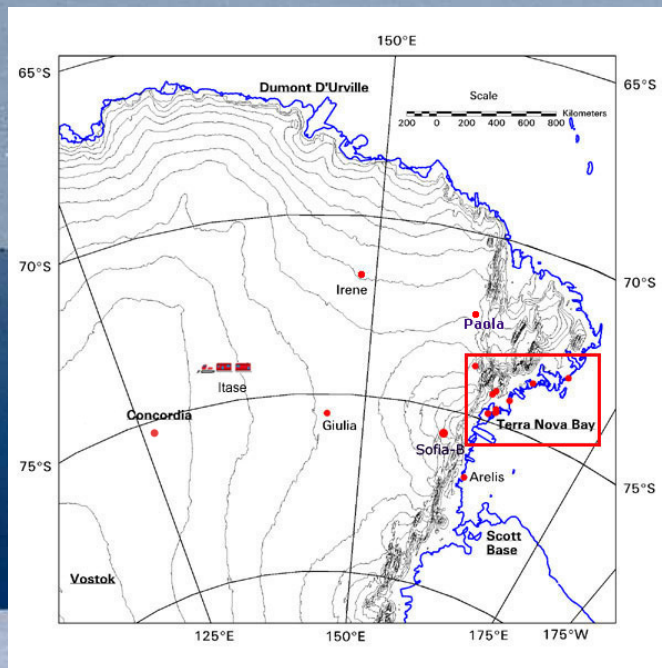 150°E
65°S
65°S
Dumont D'Urville
Scale
200 0 200 400 600 800 Kilometers
70°S
70°S
Irene
Paola
Itase
Concordia
Giulia
Terra Nova Bay
Sofia-B
75°S
75°S
Arelis
Scott
Base
Vostok
125°E
150°E
175°E
175°W